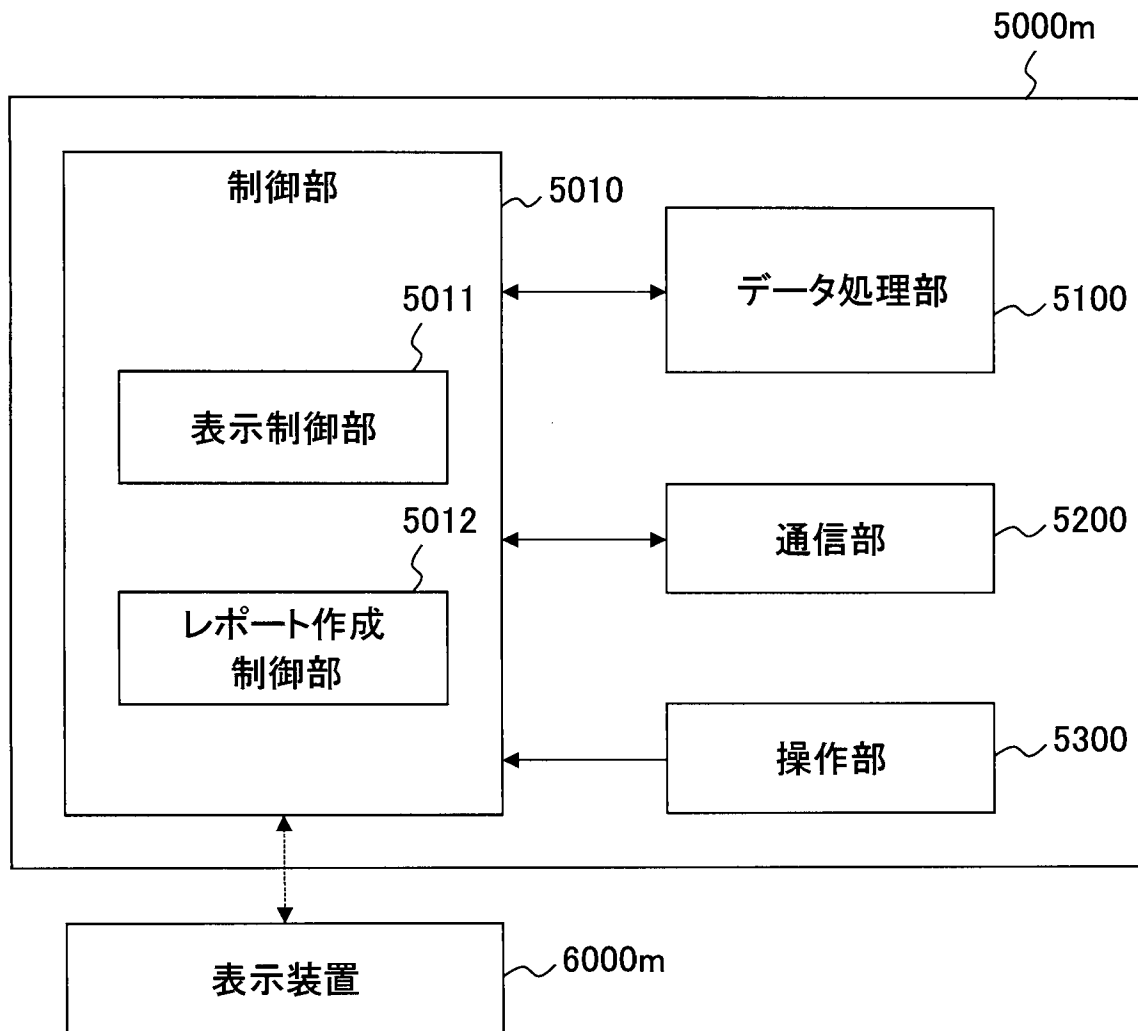 5000m
制御部
5010
データ処理部
5100
5011
表示制御部
5012
レポート作成
制御部
通信部
5200
操作部
5300
表示装置
6000m